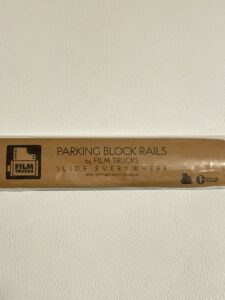 FILM
TRUCKS
PARKING BLOCK RAILS
by FILM TRUCKS
SLIDE EVERYWHERE